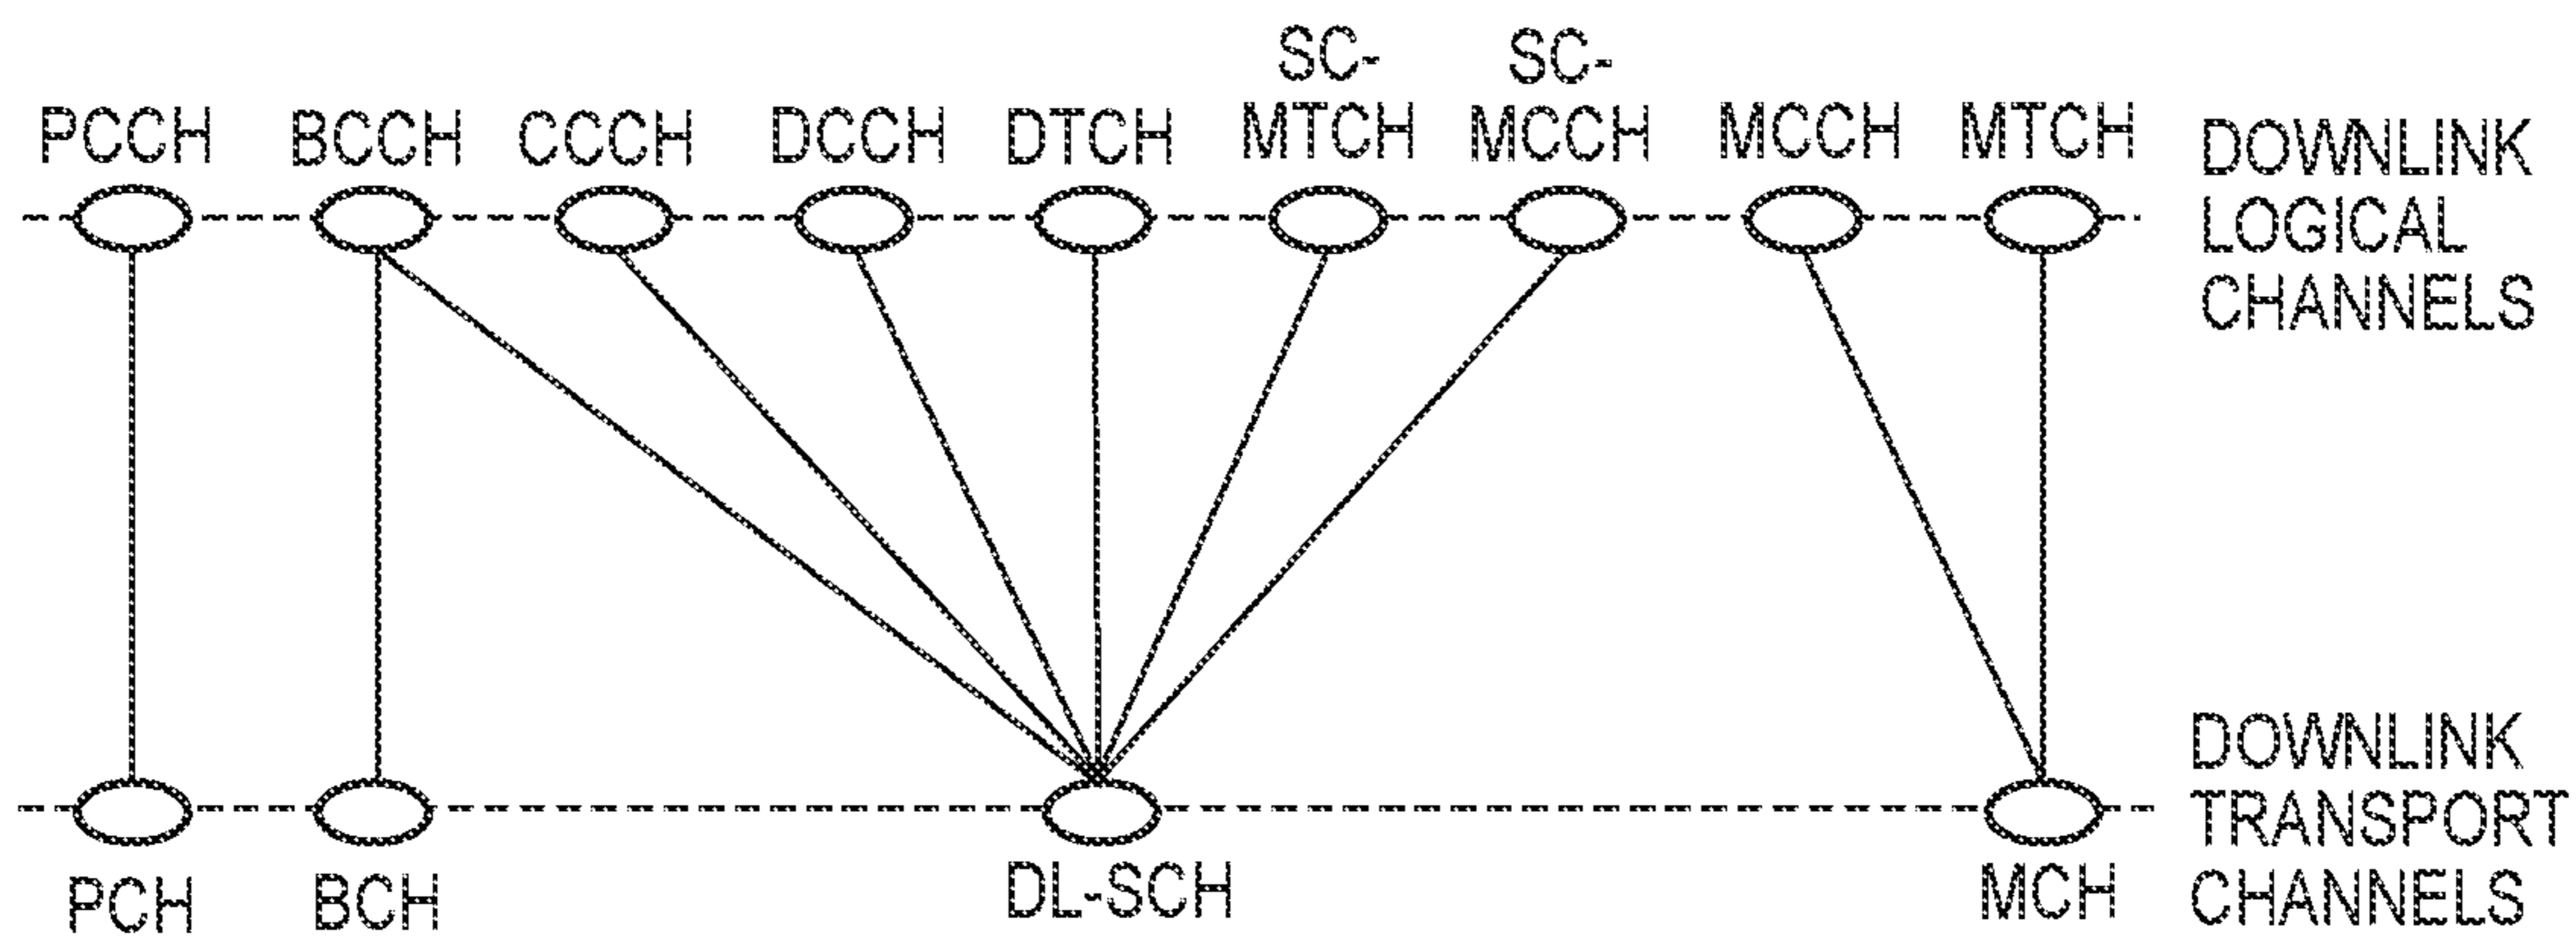 SC- SC-
PCCH BCCH CCCH DCCH DTCH MTCH MCCH MCCH MTCH
DOWNLINK
LOGICAL
CHANNELS
DOWNLINK
TRANSPORT
CHANNELS
PCH BCH DL-SCH MCH